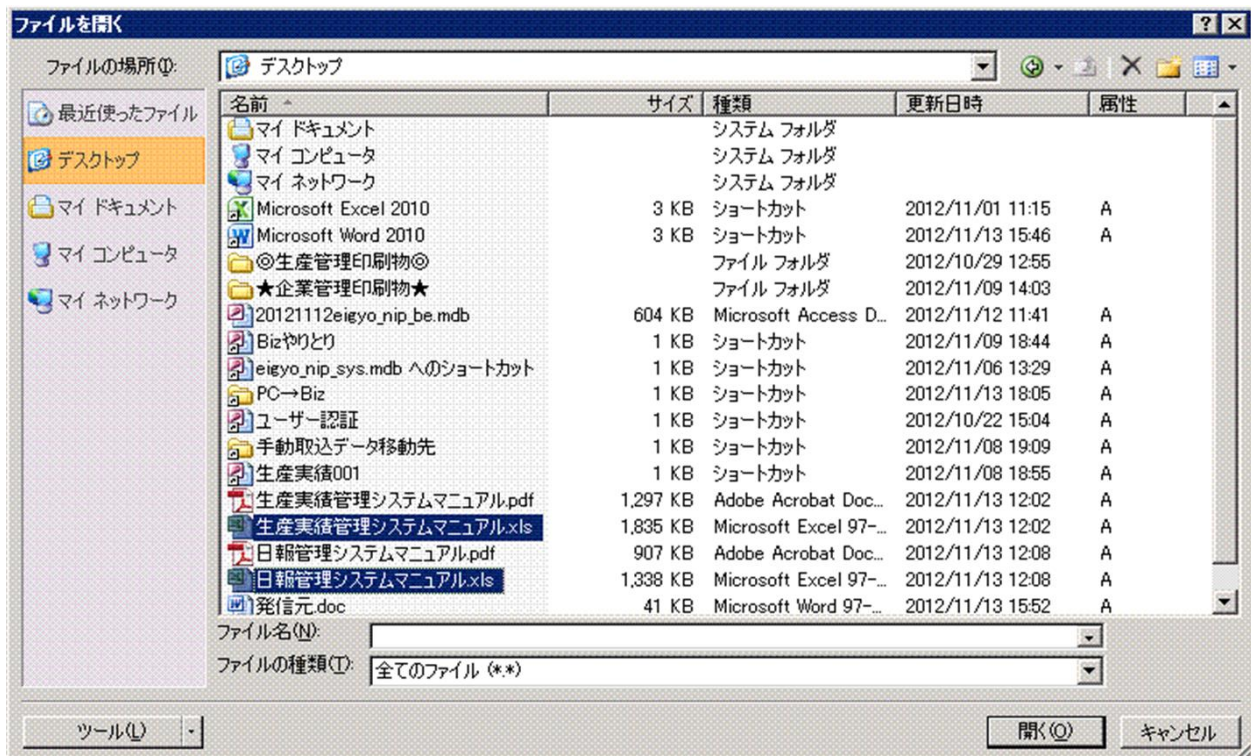 ファイルを開く
ファイルの場所(I):
デスクトップ
最近使ったファイル
デスクトップ
マイ ドキュメント
マイ コンピュータ
マイ ネットワーク
名前 サイズ 種類 更新日時 属性
マイ ドキュメント システム フォルダ
マイ コンピュータ システム フォルダ
マイ ネットワーク システム フォルダ
Microsoft Excel 2010 3 KB ショートカット 2012/11/01 11:15 A
Microsoft Word 2010 3 KB ショートカット 2012/11/13 15:46 A
◎生産管理印刷物◎ ファイル フォルダ 2012/10/29 12:55
★企業管理印刷物★ ファイル フォルダ 2012/11/09 14:03
20121112eigyo_nip_be.mdb 604 KB Microsoft Access D... 2012/11/12 11:41 A
Bizやりとり 1 KB ショートカット 2012/11/09 18:44 A
eigyo_nip_sys.mdb へのショートカット 1 KB ショートカット 2012/11/06 13:29 A
PC→Biz 1 KB ショートカット 2012/11/13 18:05 A
ユーザー認証 1 KB ショートカット 2012/10/22 15:04 A
手動取込データ移動先 1 KB ショートカット 2012/11/08 19:09 A
生産実績001 1 KB ショートカット 2012/11/08 18:55 A
生産実績管理システムマニュアル.pdf 1,297 KB Adobe Acrobat Doc... 2012/11/13 12:02 A
生産実績管理システムマニュアル.xls 1,835 KB Microsoft Excel 97-... 2012/11/13 12:02 A
日報管理システムマニュアル.pdf 907 KB Adobe Acrobat Doc... 2012/11/13 12:08 A
日報管理システムマニュアル.xls 1,338 KB Microsoft Excel 97-... 2012/11/13 12:08 A
発信元.doc 41 KB Microsoft Word 97-... 2012/11/13 15:52 A
ファイル名(N):
ファイルの種類(T): 全てのファイル (*.*)
ツール(L) 開く(O) キャンセル